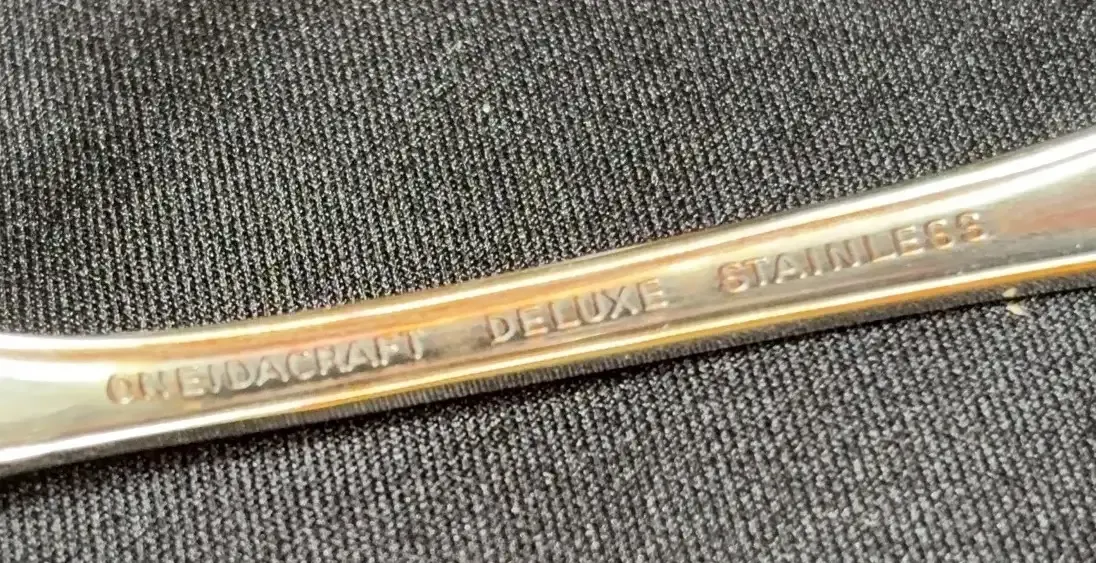 ONEIDACRAFT DELUXE STAINLESS